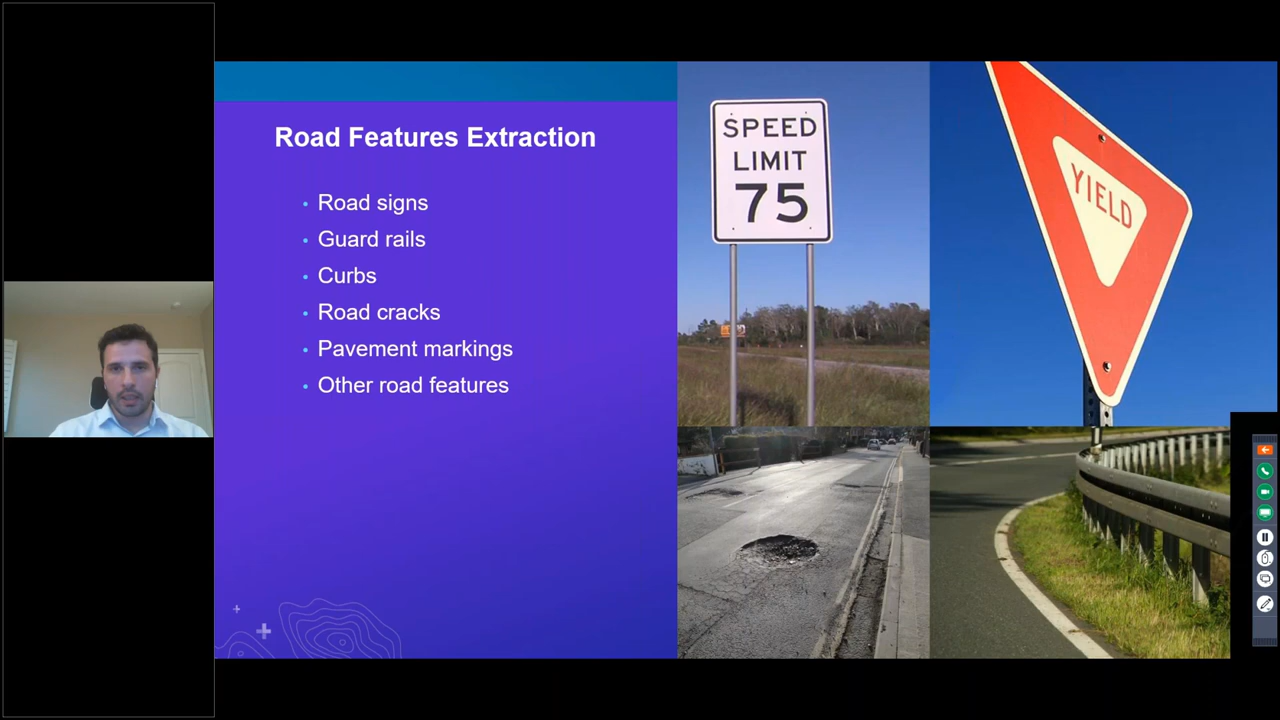 Road Features Extraction
• Road signs
• Guard rails
• Curbs
• Road cracks
• Pavement markings
• Other road features
SPEED
LIMIT
75
YIELD